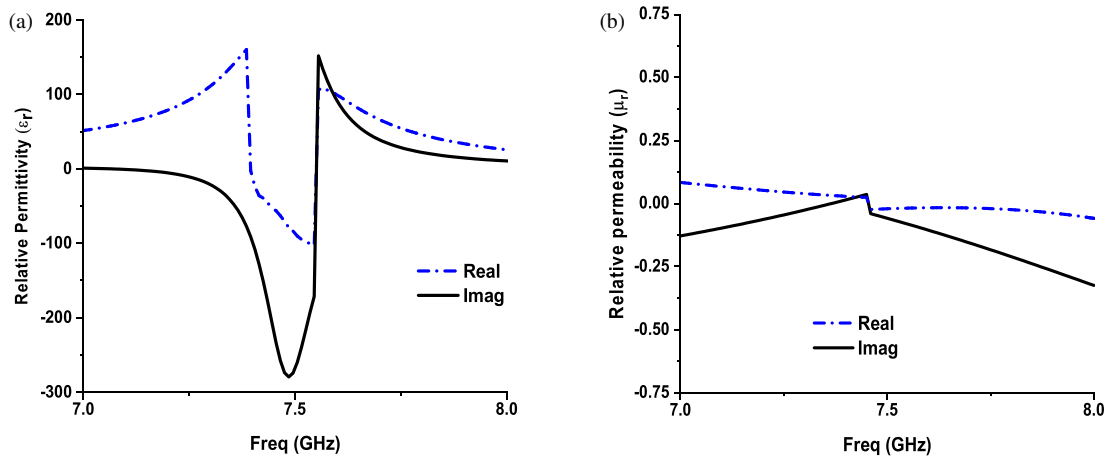 (a)
200
100
0
-100
-200
-300
Relative Permittivity (εr)
7.0
7.5
8.0
Freq (GHz)
Real
Imag
(b)
0.75
0.50
0.25
0.00
-0.25
-0.50
-0.75
Relative permeability (μr)
7.0
7.5
8.0
Freq (GHz)
Real
Imag